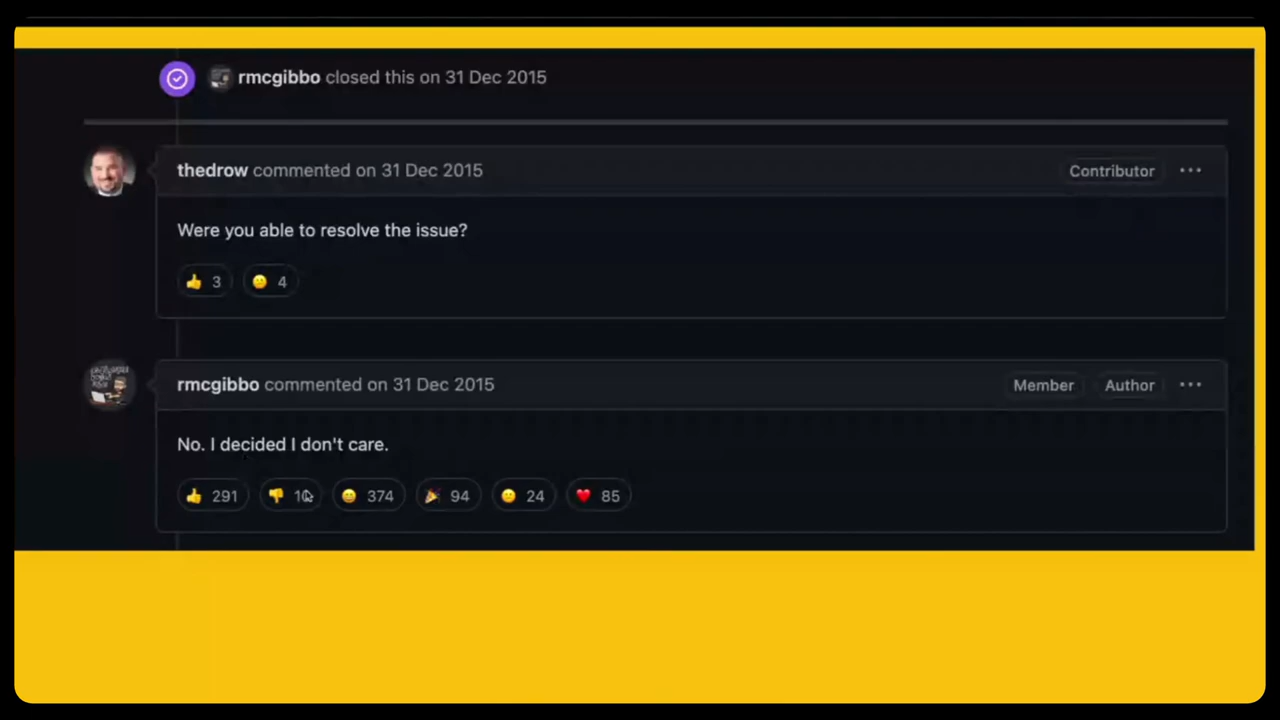 rmcgibbo closed this on 31 Dec 2015
thedrow commented on 31 Dec 2015
Contributor
Were you able to resolve the issue?
3
4
rmcgibbo commented on 31 Dec 2015
Member
Author
No. I decided I don't care.
291
374
94
24
85